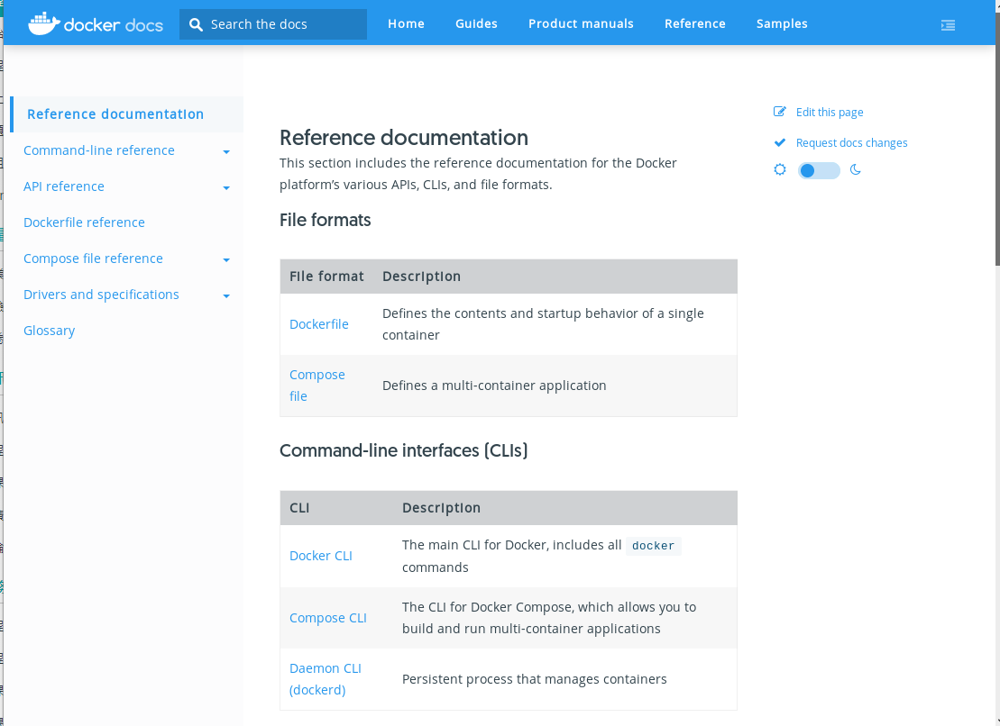 docker docs
Search the docs
Home
Guides
Product manuals
Reference
Samples
Reference documentation
Command-line reference
API reference
Dockerfile reference
Compose file reference
Drivers and specifications
Glossary
Reference documentation
This section includes the reference documentation for the Docker
platform’s various APIs, CLIs, and file formats.
File formats
File format Description
Dockerfile
Defines the contents and startup behavior of a single
container
Compose
file
Defines a multi-container application
Command-line interfaces (CLIs)
CLI Description
Docker CLI
The main CLI for Docker, includes all docker
commands
Compose CLI
The CLI for Docker Compose, which allows you to
build and run multi-container applications
Daemon CLI
(dockerd)
Persistent process that manages containers
Edit this page
Request docs changes